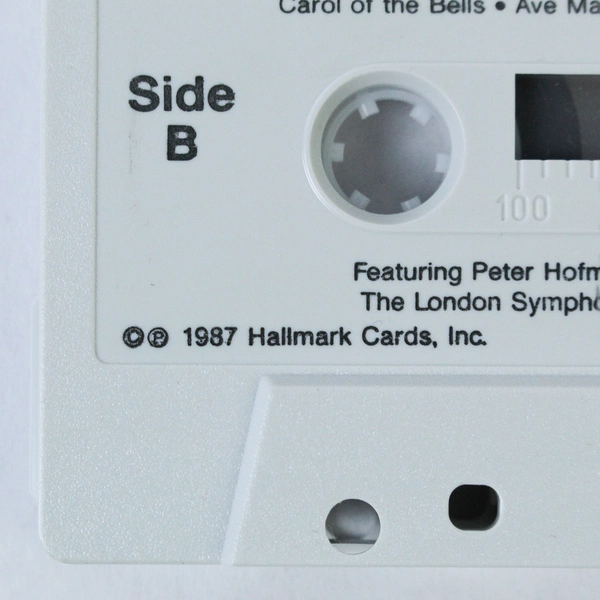 Carol of the Bells • Ave Ma
Side
B
100
Featuring Peter Hofm
The London Sympho
©℗ 1987 Hallmark Cards, Inc.